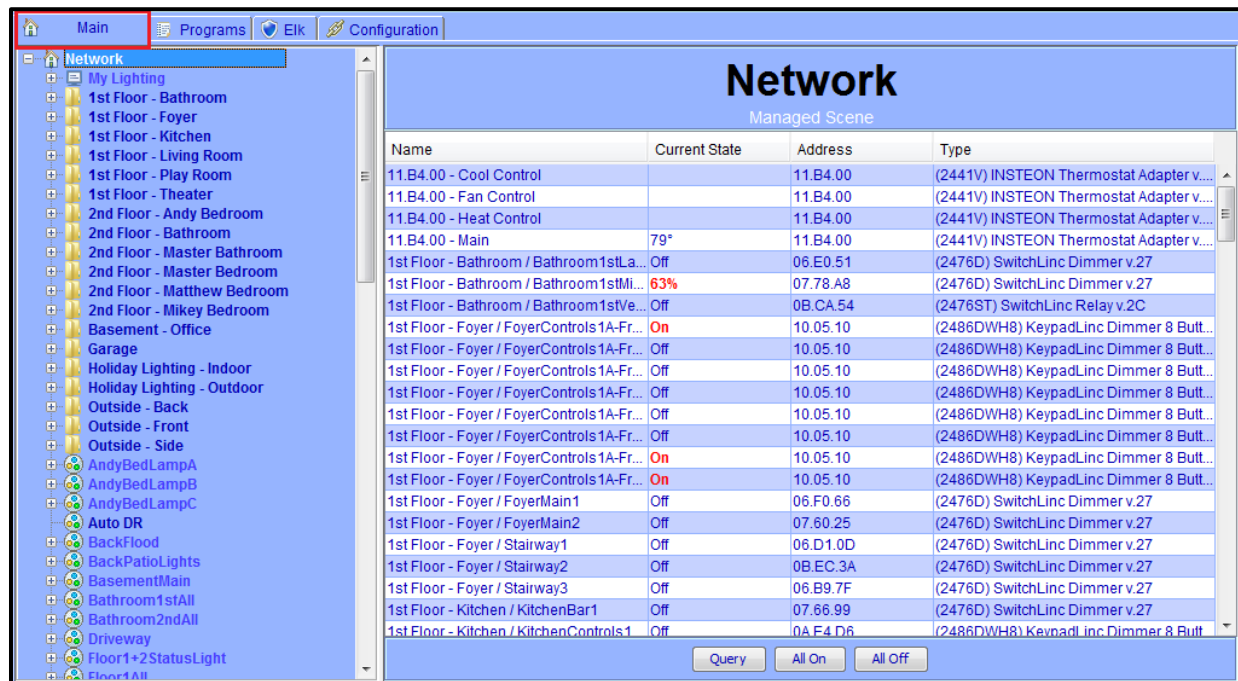 Main Programs Elk Configuration
Network
My Lighting
1st Floor - Bathroom
1st Floor - Foyer
1st Floor - Kitchen
1st Floor - Living Room
1st Floor - Play Room
1st Floor - Theater
2nd Floor - Andy Bedroom
2nd Floor - Bathroom
2nd Floor - Master Bathroom
2nd Floor - Master Bedroom
2nd Floor - Matthew Bedroom
2nd Floor - Mikey Bedroom
Basement - Office
Garage
Holiday Lighting - Indoor
Holiday Lighting - Outdoor
Outside - Back
Outside - Front
Outside - Side
AndyBedLampA
AndyBedLampB
AndyBedLampC
Auto DR
BackFlood
BackPatioLights
BasementMain
Bathroom1stAll
Bathroom2ndAll
Driveway
Floor1+2StatusLight
Floor1All
Network
Managed Scene
Name Current State Address Type
11.B4.00 - Cool Control 11.B4.00 (2441V) INSTEON Thermostat Adapter v....
11.B4.00 - Fan Control 11.B4.00 (2441V) INSTEON Thermostat Adapter v....
11.B4.00 - Heat Control 11.B4.00 (2441V) INSTEON Thermostat Adapter v....
11.B4.00 - Main 79° 11.B4.00 (2441V) INSTEON Thermostat Adapter v....
1st Floor - Bathroom / Bathroom1stLa... Off 06.E0.51 (2476D) SwitchLinc Dimmer v.27
1st Floor - Bathroom / Bathroom1stMi... 63% 07.78.A8 (2476D) SwitchLinc Dimmer v.27
1st Floor - Bathroom / Bathroom1stVe... Off 0B.CA.54 (2476ST) SwitchLinc Relay v.2C
1st Floor - Foyer / FoyerControls1A-Fr... On 10.05.10 (2486DWH8) KeypadLinc Dimmer 8 Butt...
1st Floor - Foyer / FoyerControls1A-Fr... Off 10.05.10 (2486DWH8) KeypadLinc Dimmer 8 Butt...
1st Floor - Foyer / FoyerControls1A-Fr... Off 10.05.10 (2486DWH8) KeypadLinc Dimmer 8 Butt...
1st Floor - Foyer / FoyerControls1A-Fr... Off 10.05.10 (2486DWH8) KeypadLinc Dimmer 8 Butt...
1st Floor - Foyer / FoyerControls1A-Fr... Off 10.05.10 (2486DWH8) KeypadLinc Dimmer 8 Butt...
1st Floor - Foyer / FoyerControls1A-Fr... Off 10.05.10 (2486DWH8) KeypadLinc Dimmer 8 Butt...
1st Floor - Foyer / FoyerControls1A-Fr... On 10.05.10 (2486DWH8) KeypadLinc Dimmer 8 Butt...
1st Floor - Foyer / FoyerControls1A-Fr... On 10.05.10 (2486DWH8) KeypadLinc Dimmer 8 Butt...
1st Floor - Foyer / FoyerMain1 Off 06.F0.66 (2476D) SwitchLinc Dimmer v.27
1st Floor - Foyer / FoyerMain2 Off 07.60.25 (2476D) SwitchLinc Dimmer v.27
1st Floor - Foyer / Stairway1 Off 06.D1.0D (2476D) SwitchLinc Dimmer v.27
1st Floor - Foyer / Stairway2 Off 0B.EC.3A (2476D) SwitchLinc Dimmer v.27
1st Floor - Foyer / Stairway3 Off 06.B9.7F (2476D) SwitchLinc Dimmer v.27
1st Floor - Kitchen / KitchenBar1 Off 07.66.99 (2476D) SwitchLinc Dimmer v.27
1st Floor - Kitchen / KitchenControls1 Off 0A.F4.D6 (2486DWH8) KeypadLinc Dimmer 8 Butt
Query All On All Off